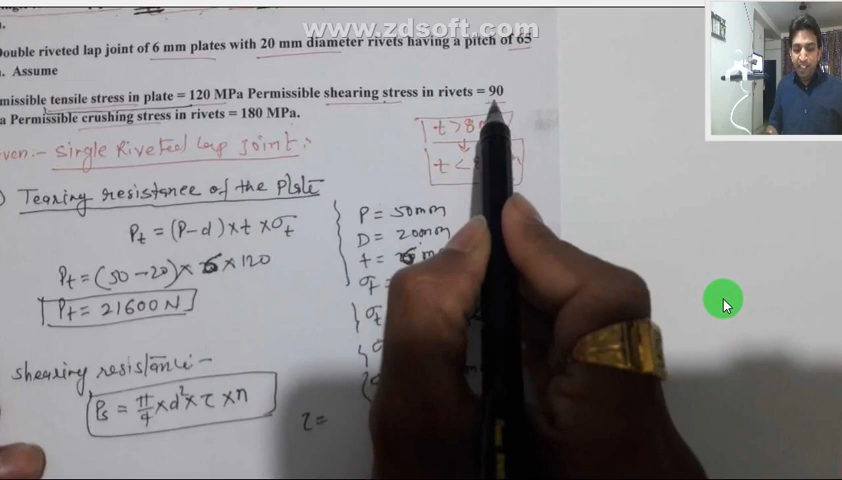 www.zdsoft.com
Double riveted lap joint of 6 mm plates with 20 mm diameter rivets having a pitch of 65
. Assume
missible tensile stress in plate = 120 MPa Permissible shearing stress in rivets = 90
a Permissible crushing stress in rivets = 180 MPa.
ven:- Single Riveted Lap Joint:-
t > 8
t <
) Tearing resistance of the Plate
Pt = (P-d) x t x σt
Pt = (50-20) x 6 x 120
Pt = 21600 N
P = 50mm
D = 20mm
t = 6 m
σt =
shearing resistance:-
Ps = π/4 x d² x τ x n
τ =